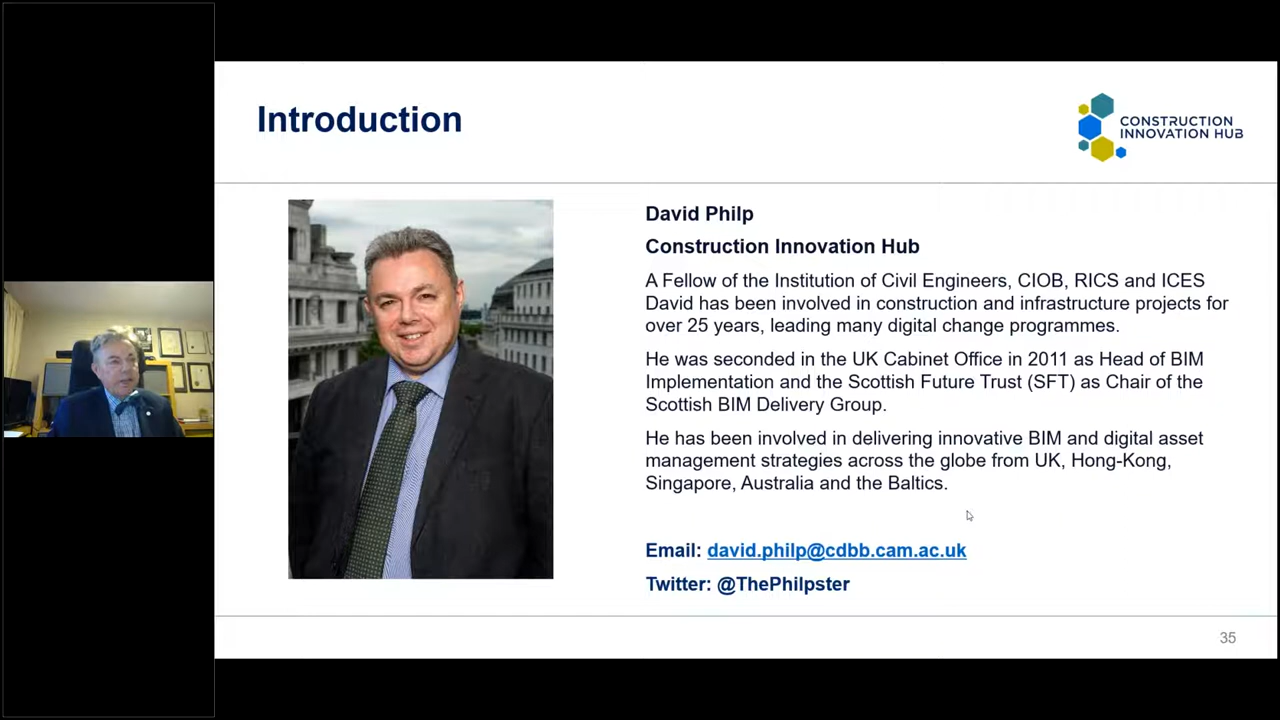 Introduction
CONSTRUCTION
INNOVATION HUB
David Philp
Construction Innovation Hub
A Fellow of the Institution of Civil Engineers, CIOB, RICS and ICES
David has been involved in construction and infrastructure projects for
over 25 years, leading many digital change programmes.
He was seconded in the UK Cabinet Office in 2011 as Head of BIM
Implementation and the Scottish Future Trust (SFT) as Chair of the
Scottish BIM Delivery Group.
He has been involved in delivering innovative BIM and digital asset
management strategies across the globe from UK, Hong-Kong,
Singapore, Australia and the Baltics.
Email: david.philp@cdbb.cam.ac.uk
Twitter: @ThePhilpster
35